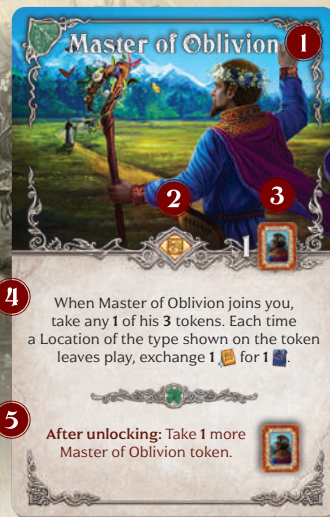 Master of Oblivion
1
2
3
1
4
When Master of Oblivion joins you,
take any 1 of his 3 tokens. Each time
a Location of the type shown on the token
leaves play, exchange 1 for 1 .
5
After unlocking: Take 1 more
Master of Oblivion token.